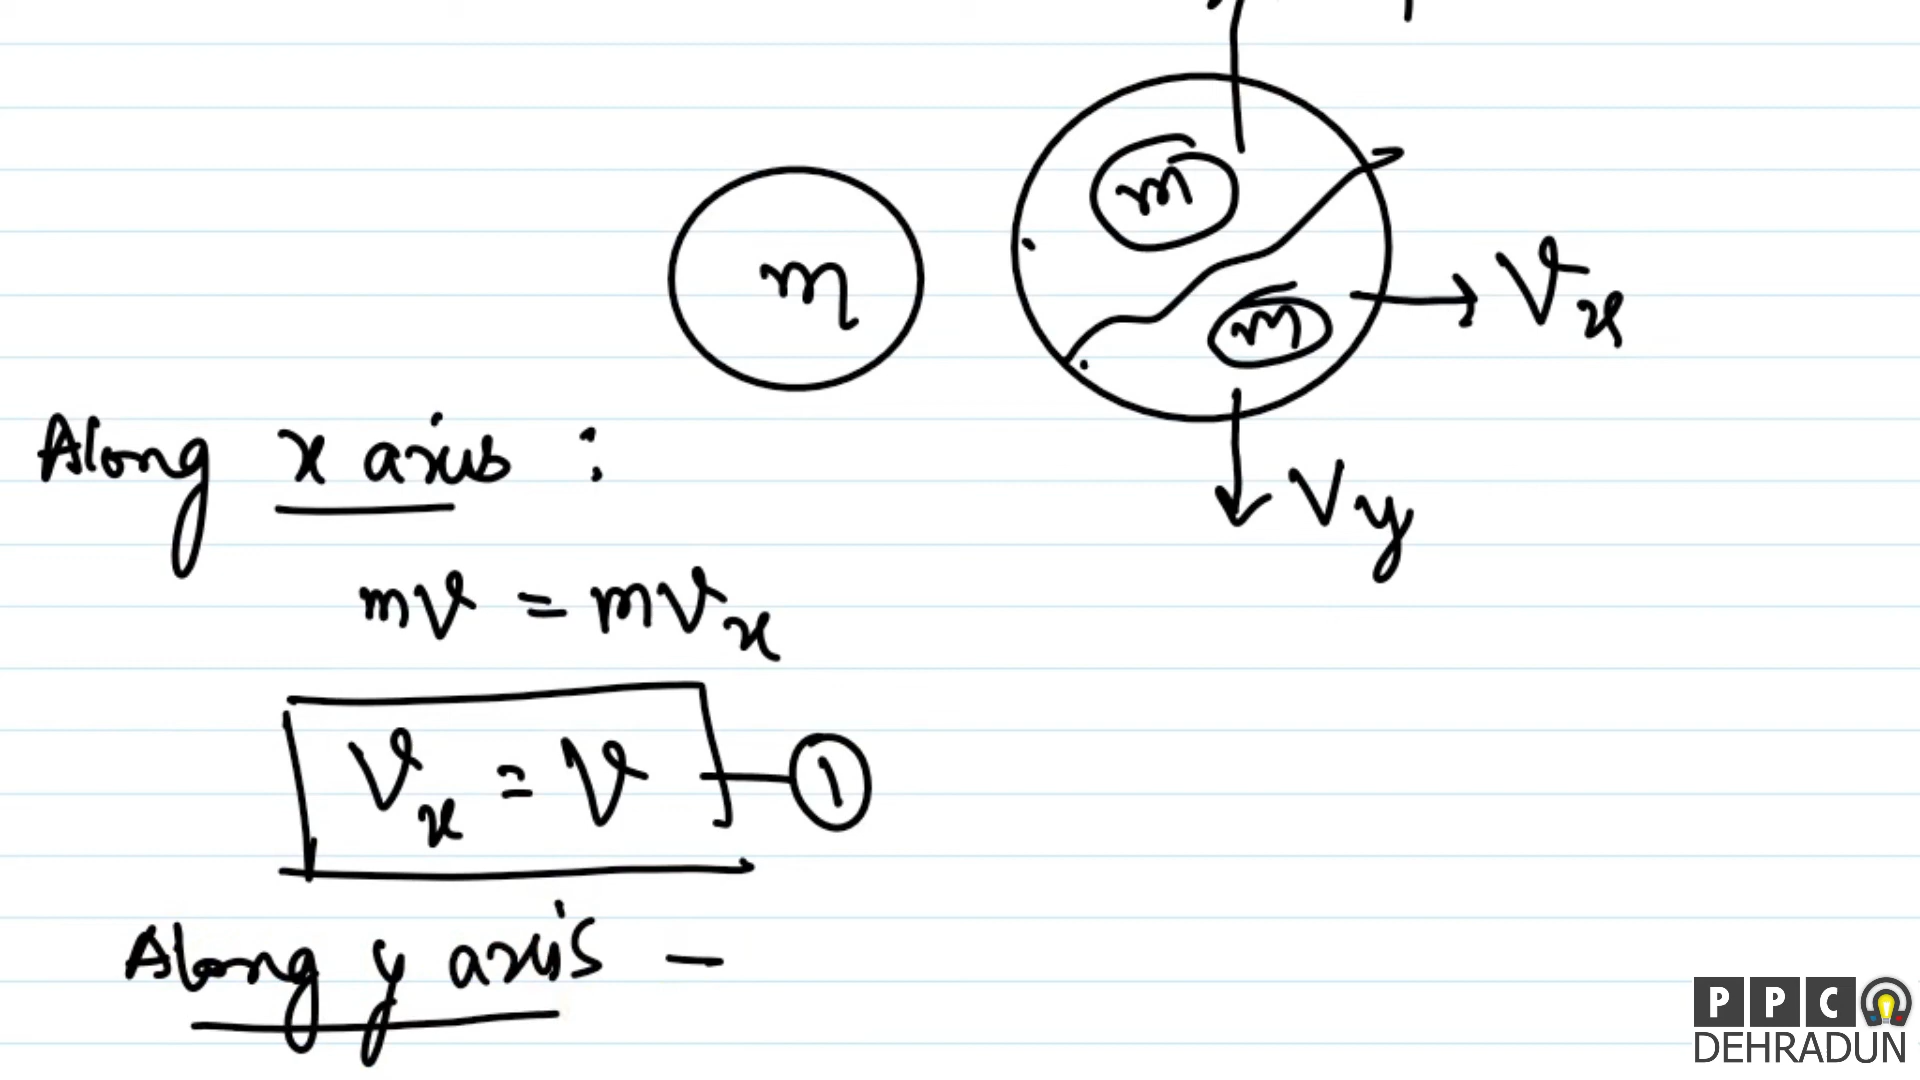 m
m
m
Vx
Along x axis :
Vy
mv = mvx
vx = v
1
Along y axis -
PPC
DEHRADUN